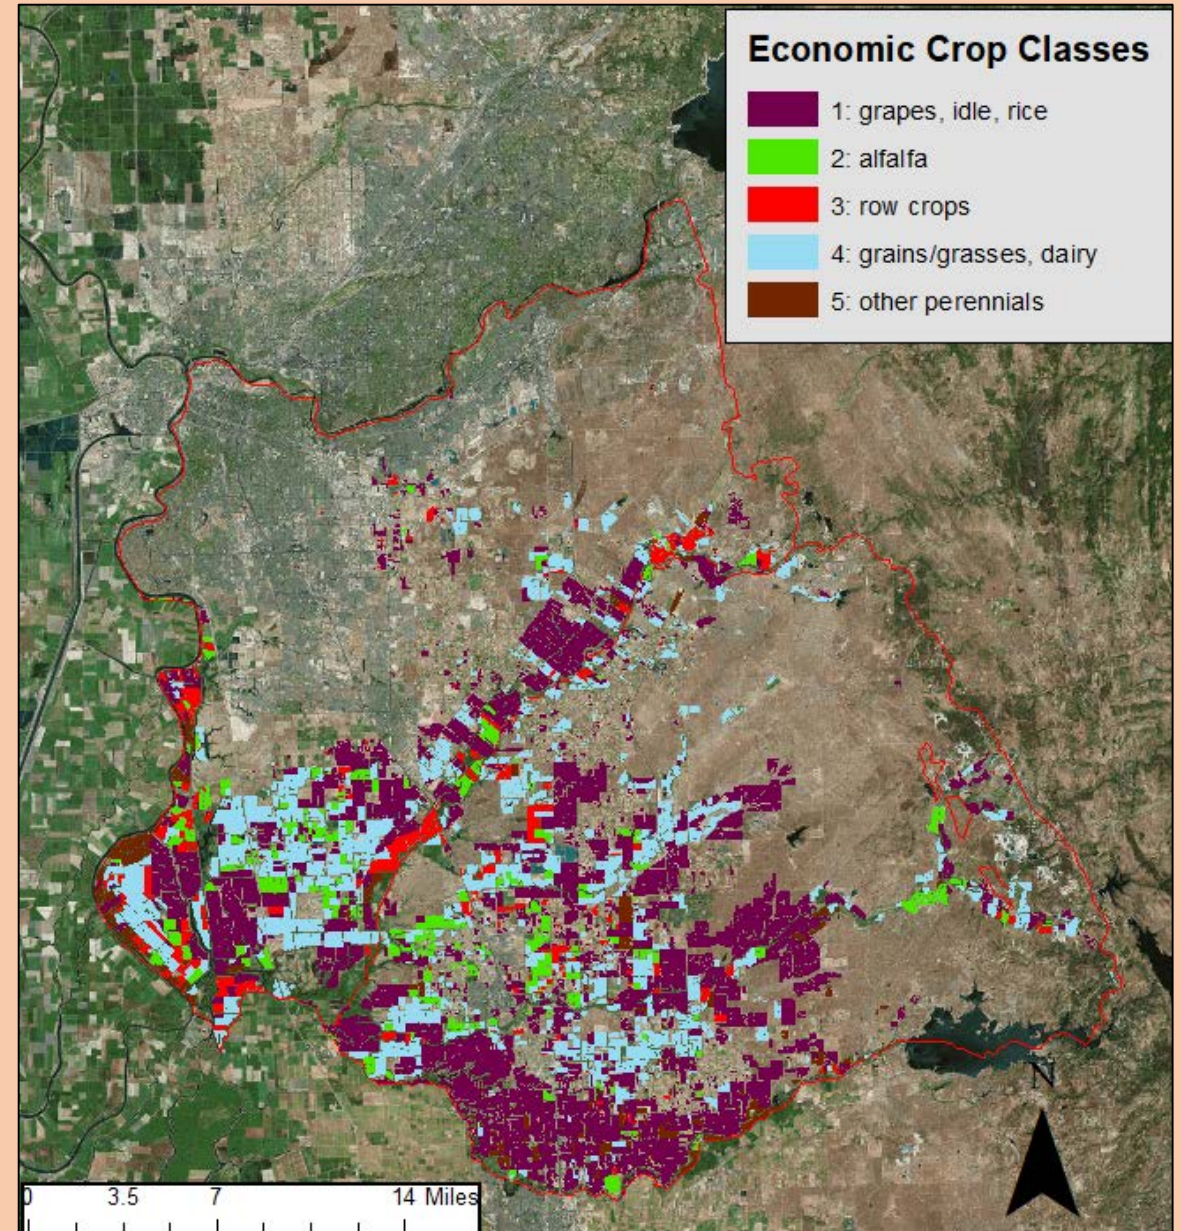 Economic Crop Classes
1: grapes, idle, rice
2: alfalfa
3: row crops
4: grains/grasses, dairy
5: other perennials
N
0 3.5 7 14 Miles